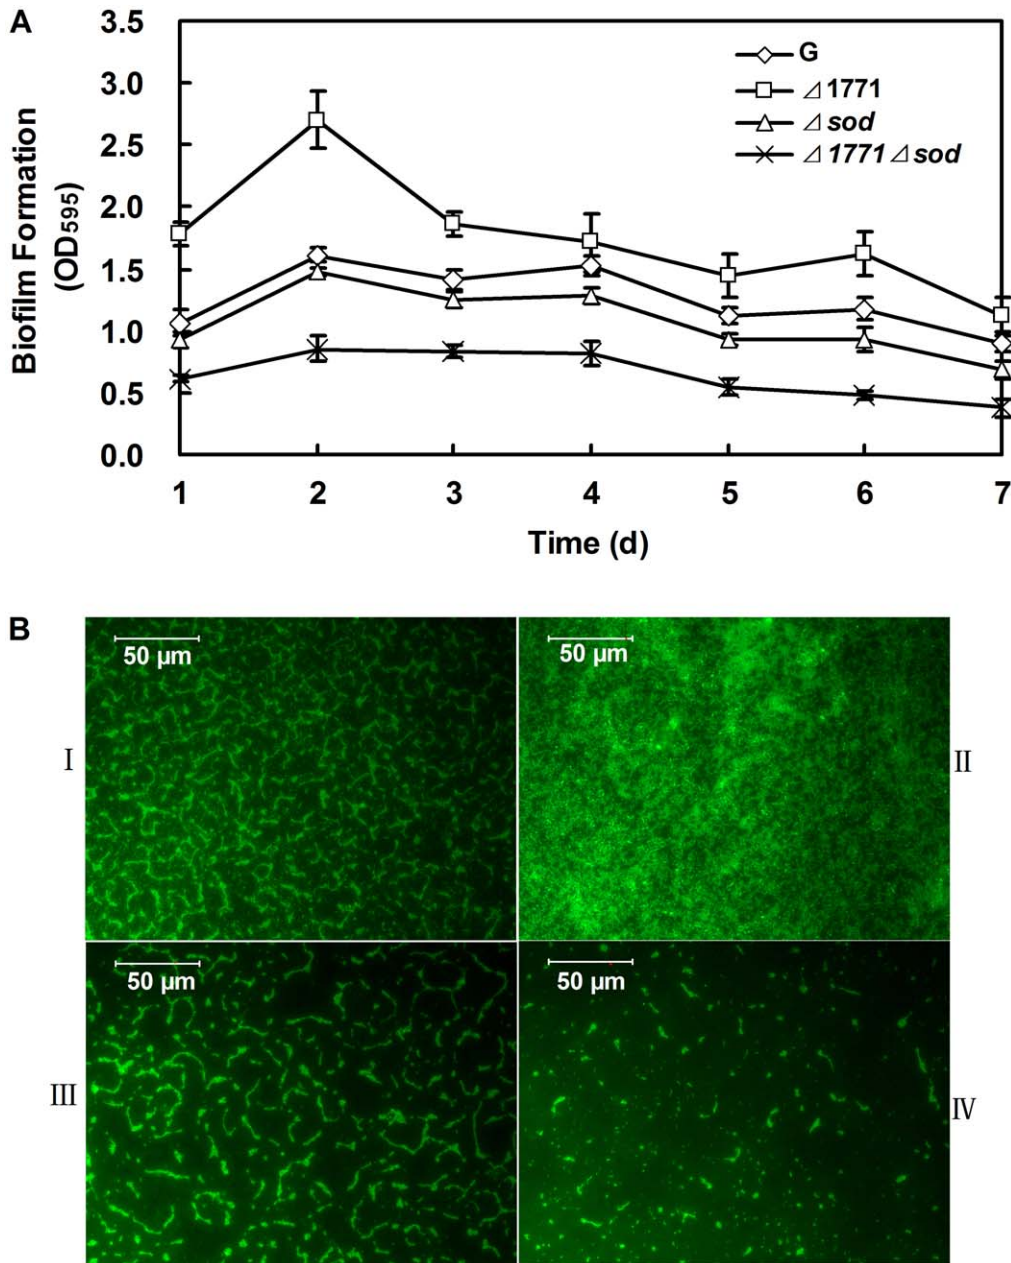 A
3.5
3.0
2.5
2.0
1.5
1.0
0.5
0.0
Biofilm Formation
(OD595)
G
⊿1771
⊿sod
⊿1771⊿sod
1 2 3 4 5 6 7
Time (d)
B
50 µm
50 µm
I
II
50 µm
50 µm
III
IV